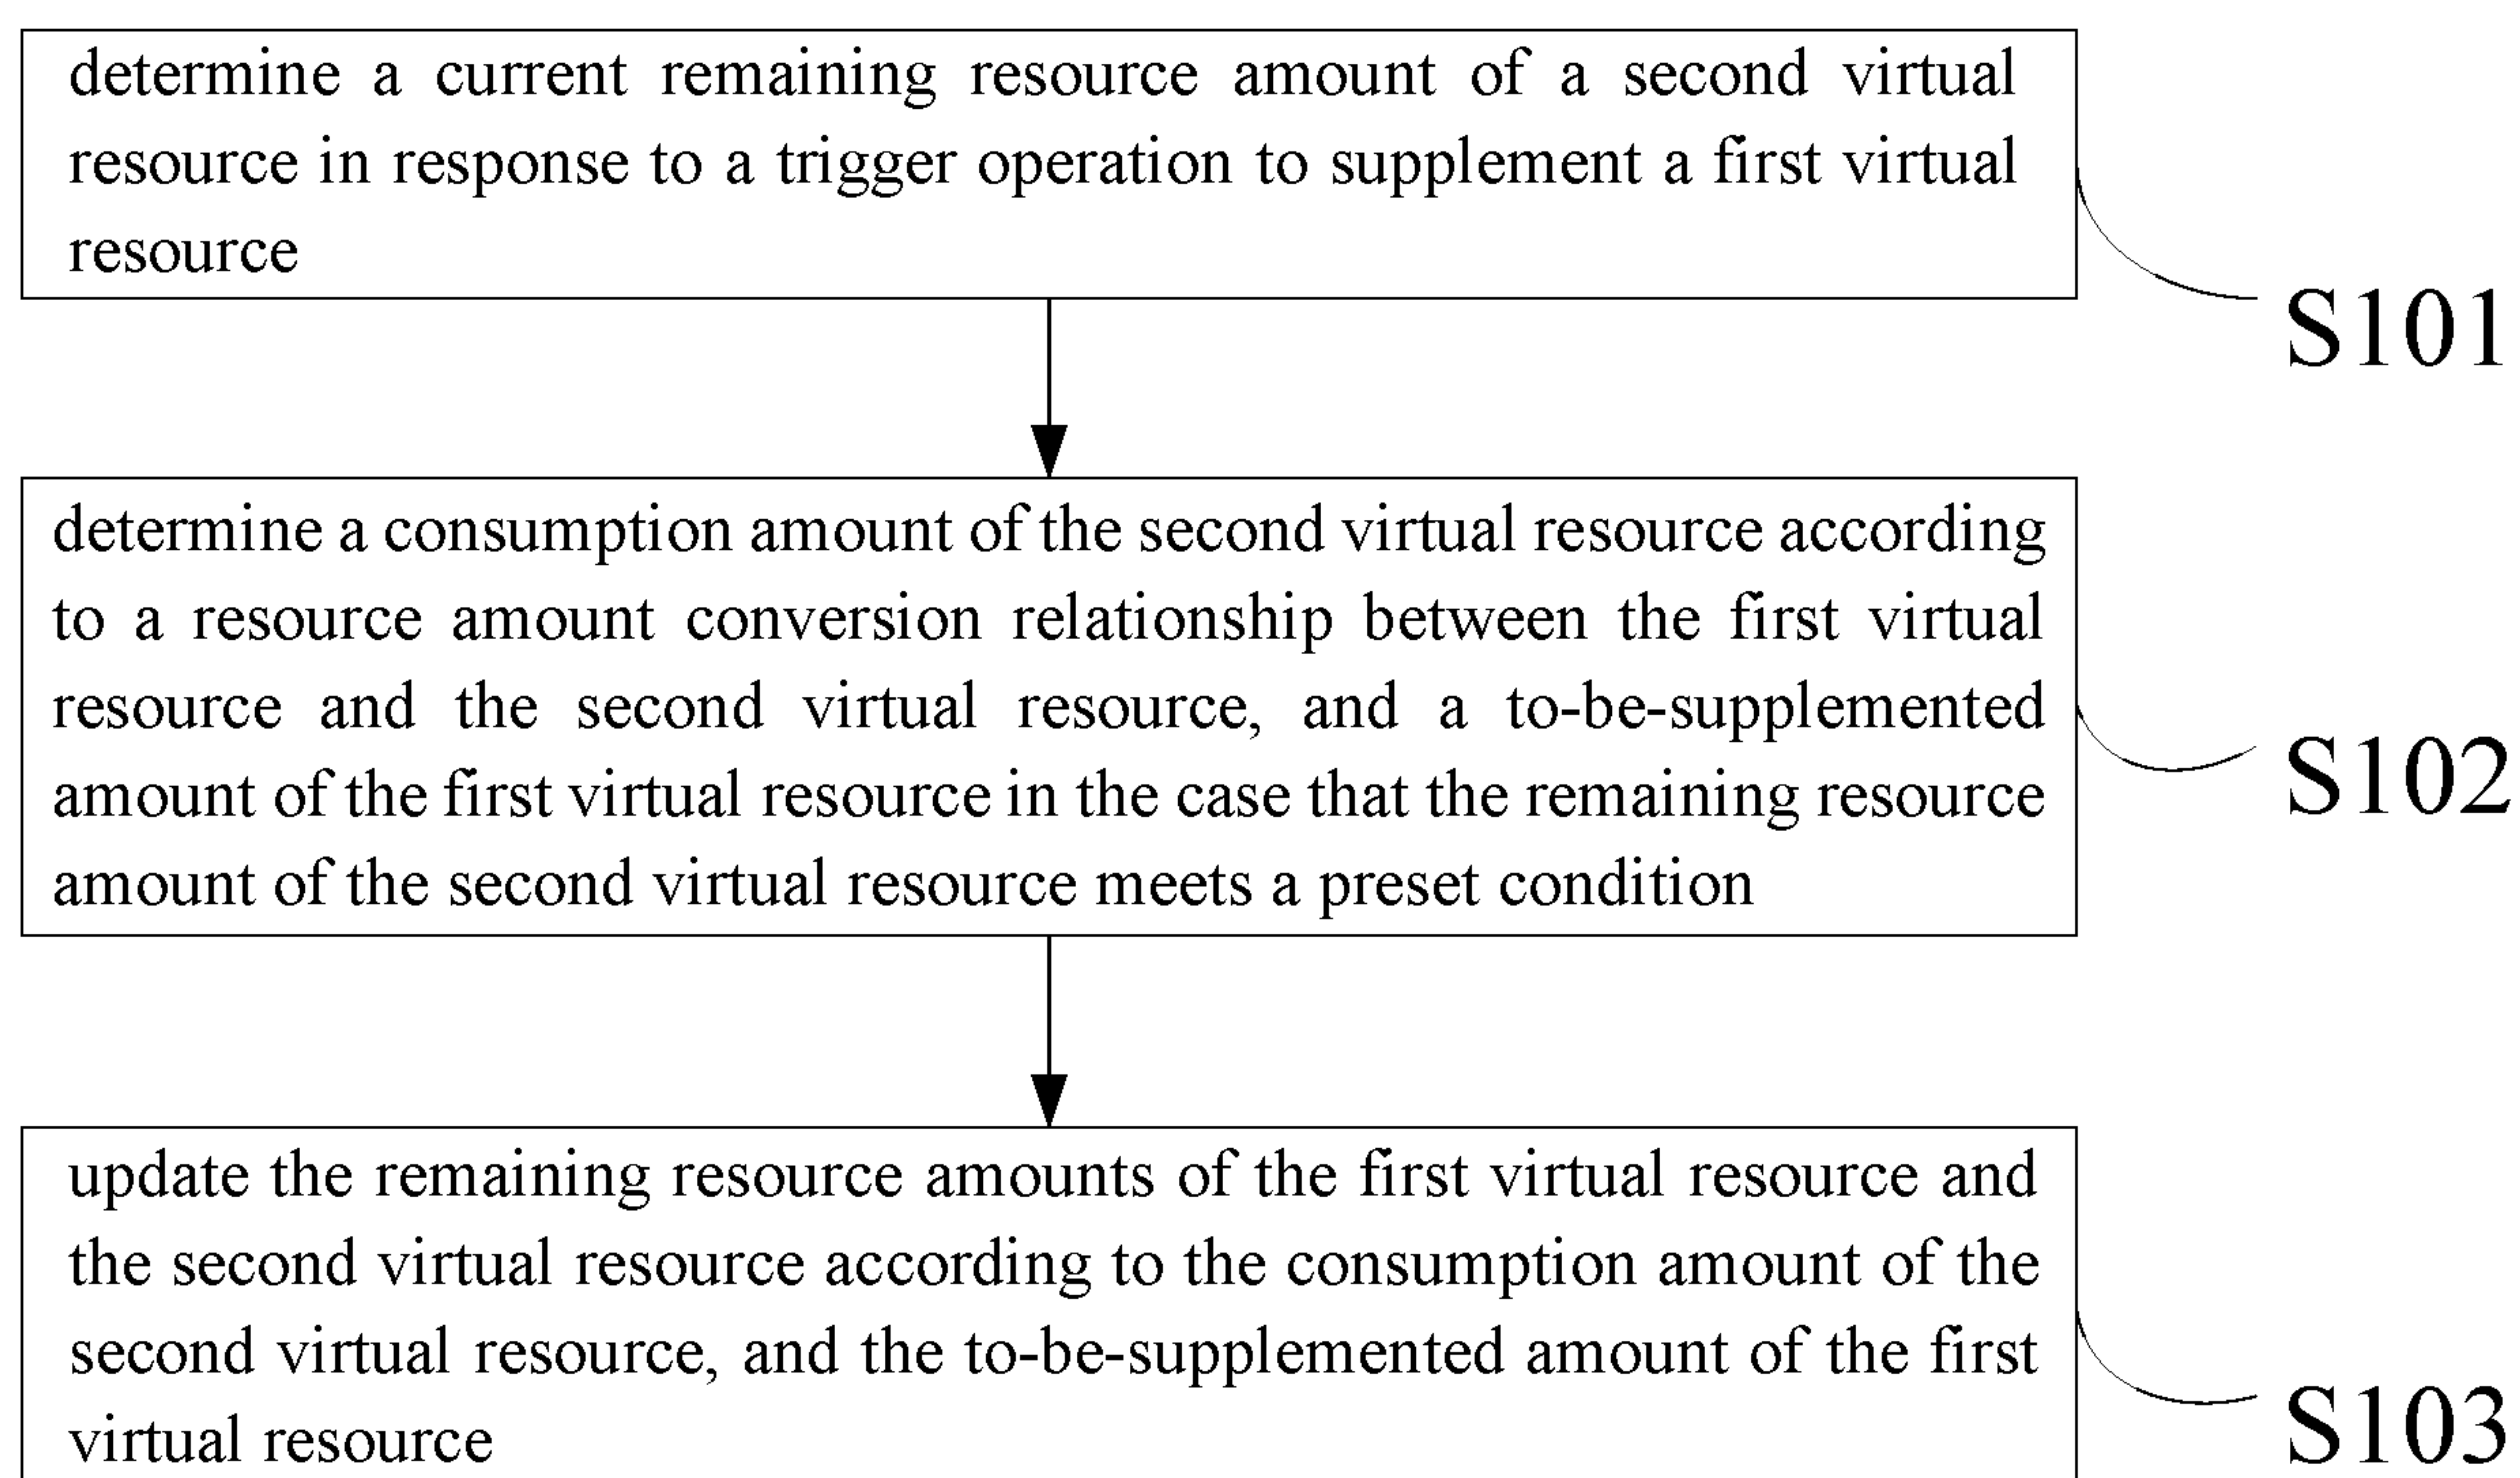 determine a current remaining resource amount of a second virtual
resource in response to a trigger operation to supplement a first virtual
resource
S101
determine a consumption amount of the second virtual resource according
to a resource amount conversion relationship between the first virtual
resource and the second virtual resource, and a to-be-supplemented
amount of the first virtual resource in the case that the remaining resource
amount of the second virtual resource meets a preset condition
S102
update the remaining resource amounts of the first virtual resource and
the second virtual resource according to the consumption amount of the
second virtual resource, and the to-be-supplemented amount of the first
virtual resource
S103